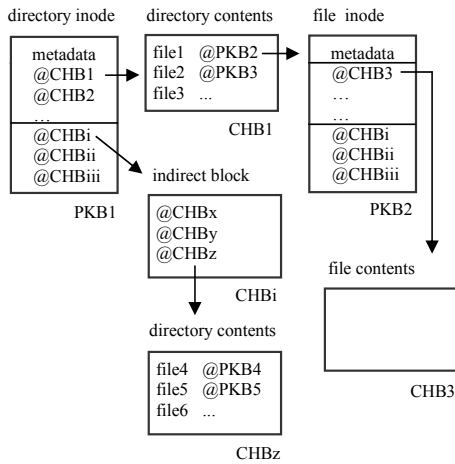 directory inode
metadata
@CHB1
@CHB2
...
@CHBi
@CHBii
@CHBiii
PKB1
directory contents
file1 @PKB2
file2 @PKB3
file3 ...
CHB1
file inode
metadata
@CHB3
...
...
@CHBi
@CHBii
@CHBiii
PKB2
indirect block
@CHBx
@CHBy
@CHBz
CHBi
file contents
CHB3
directory contents
file4 @PKB4
file5 @PKB5
file6 ...
CHBz